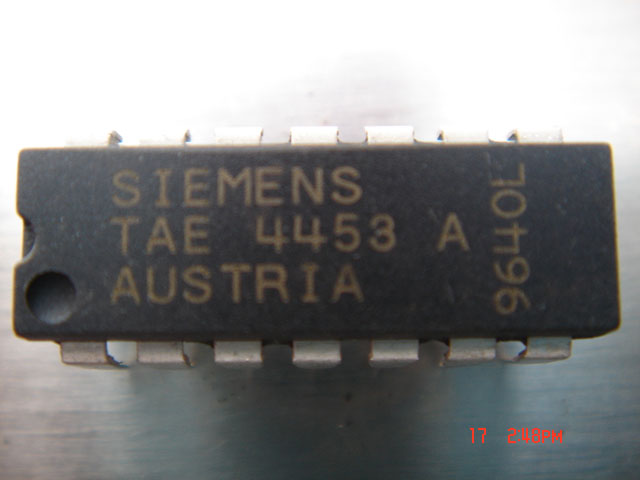 SIEMENS
TAE 4453 A
AUSTRIA
9640L
17 2:48PM